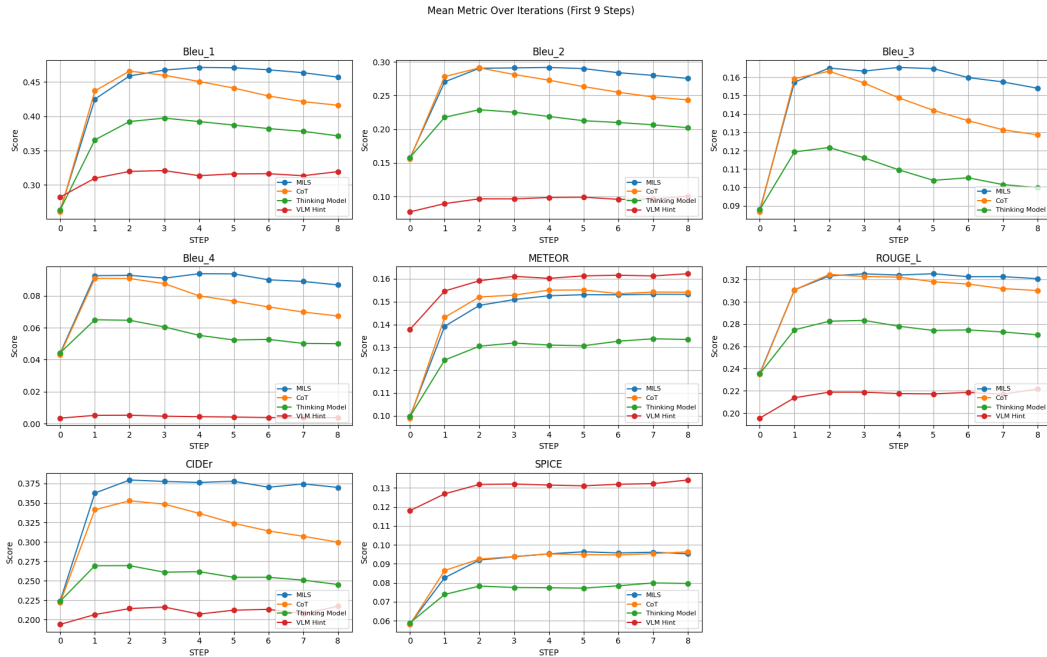 Mean Metric Over Iterations (First 9 Steps)
Bleu_1
Score
0.45
0.40
0.35
0.30
0 1 2 3 4 5 6 7 8
STEP
MILS
CoT
Thinking Model
VLM Hint
Bleu_2
Score
0.30
0.25
0.20
0.15
0.10
0 1 2 3 4 5 6 7 8
STEP
MILS
CoT
Thinking Model
VLM Hint
Bleu_3
Score
0.16
0.15
0.14
0.13
0.12
0.11
0.10
0.09
0 1 2 3 4 5 6 7 8
STEP
MILS
CoT
Thinking Model
Bleu_4
Score
0.08
0.06
0.04
0.02
0.00
0 1 2 3 4 5 6 7 8
STEP
MILS
CoT
Thinking Model
VLM Hint
METEOR
Score
0.16
0.15
0.14
0.13
0.12
0.11
0.10
0 1 2 3 4 5 6 7 8
STEP
MILS
CoT
Thinking Model
VLM Hint
ROUGE_L
Score
0.32
0.30
0.28
0.26
0.24
0.22
0.20
0 1 2 3 4 5 6 7 8
STEP
MILS
CoT
Thinking Model
VLM Hint
CIDEr
Score
0.375
0.350
0.325
0.300
0.275
0.250
0.225
0.200
0 1 2 3 4 5 6 7 8
STEP
MILS
CoT
Thinking Model
VLM Hint
SPICE
Score
0.13
0.12
0.11
0.10
0.09
0.08
0.07
0.06
0 1 2 3 4 5 6 7 8
STEP
MILS
CoT
Thinking Model
VLM Hint